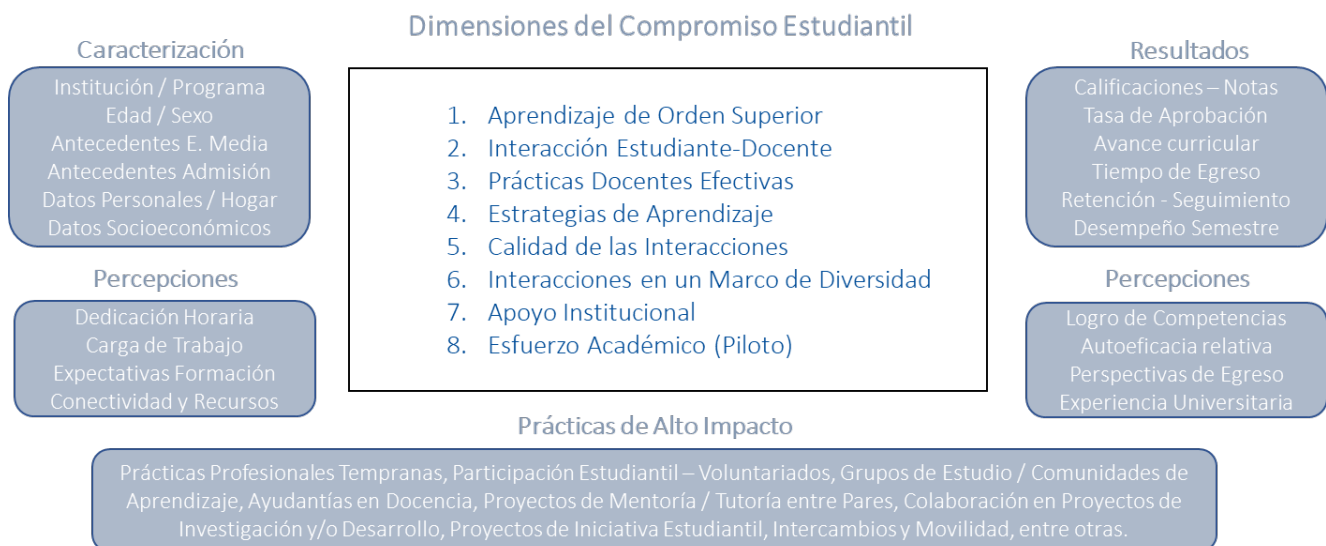 Dimensiones del Compromiso Estudiantil
Caracterización
Institución / Programa
Edad / Sexo
Antecedentes E. Media
Antecedentes Admisión
Datos Personales / Hogar
Datos Socioeconómicos
Percepciones
Dedicación Horaria
Carga de Trabajo
Expectativas Formación
Conectividad y Recursos
1. Aprendizaje de Orden Superior
2. Interacción Estudiante-Docente
3. Prácticas Docentes Efectivas
4. Estrategias de Aprendizaje
5. Calidad de las Interacciones
6. Interacciones en un Marco de Diversidad
7. Apoyo Institucional
8. Esfuerzo Académico (Piloto)
Resultados
Calificaciones – Notas
Tasa de Aprobación
Avance curricular
Tiempo de Egreso
Retención - Seguimiento
Desempeño Semestre
Percepciones
Logro de Competencias
Autoeficacia relativa
Perspectivas de Egreso
Experiencia Universitaria
Prácticas de Alto Impacto
Prácticas Profesionales Tempranas, Participación Estudiantil – Voluntariados, Grupos de Estudio / Comunidades de
Aprendizaje, Ayudantías en Docencia, Proyectos de Mentoría / Tutoría entre Pares, Colaboración en Proyectos de
Investigación y/o Desarrollo, Proyectos de Iniciativa Estudiantil, Intercambios y Movilidad, entre otras.